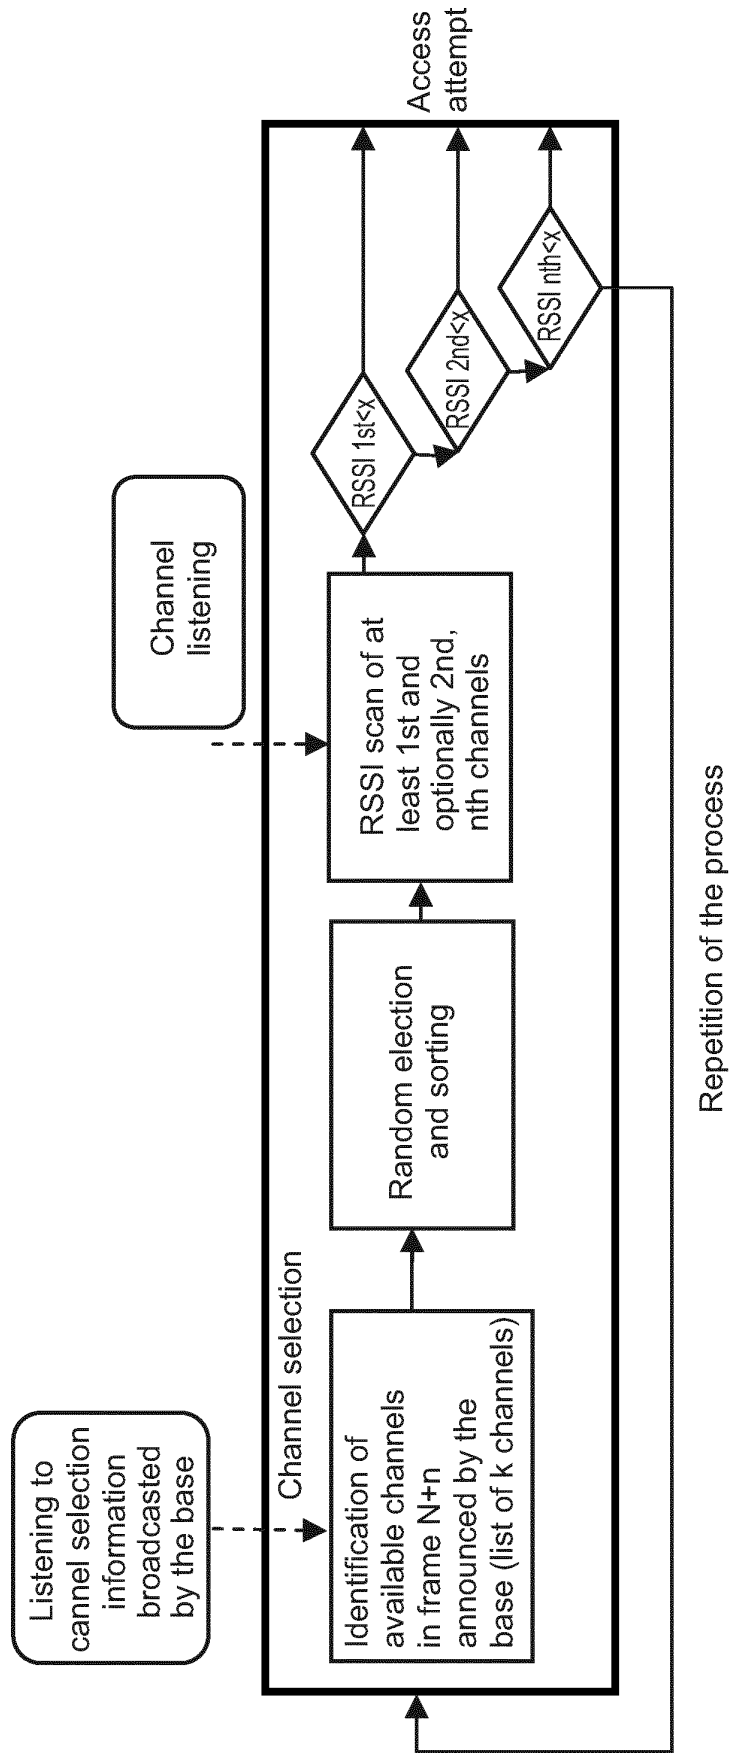 Listening to
cannel selection
information
broadcasted
by the base
Channel
listening
Channel selection
Identification of
available channels
in frame N+n
announced by the
base (list of k channels)
Random election
and sorting
RSSI scan of at
least 1st and
optionally 2nd,
nth channels
RSSI 1st<x
RSSI 2nd<x
RSSI nth<x
Access
attempt
Repetition of the process